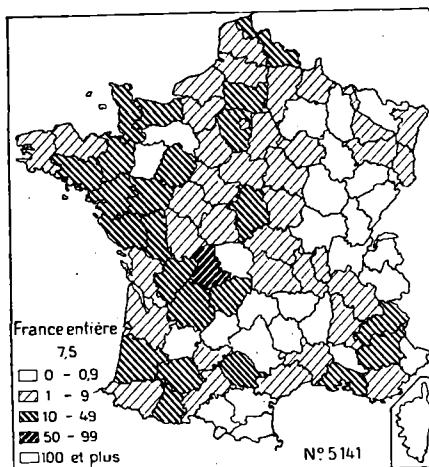 France entière
7,5
0 - 0,9
1 - 9
10 - 49
50 - 99
100 et plus
N° 5141